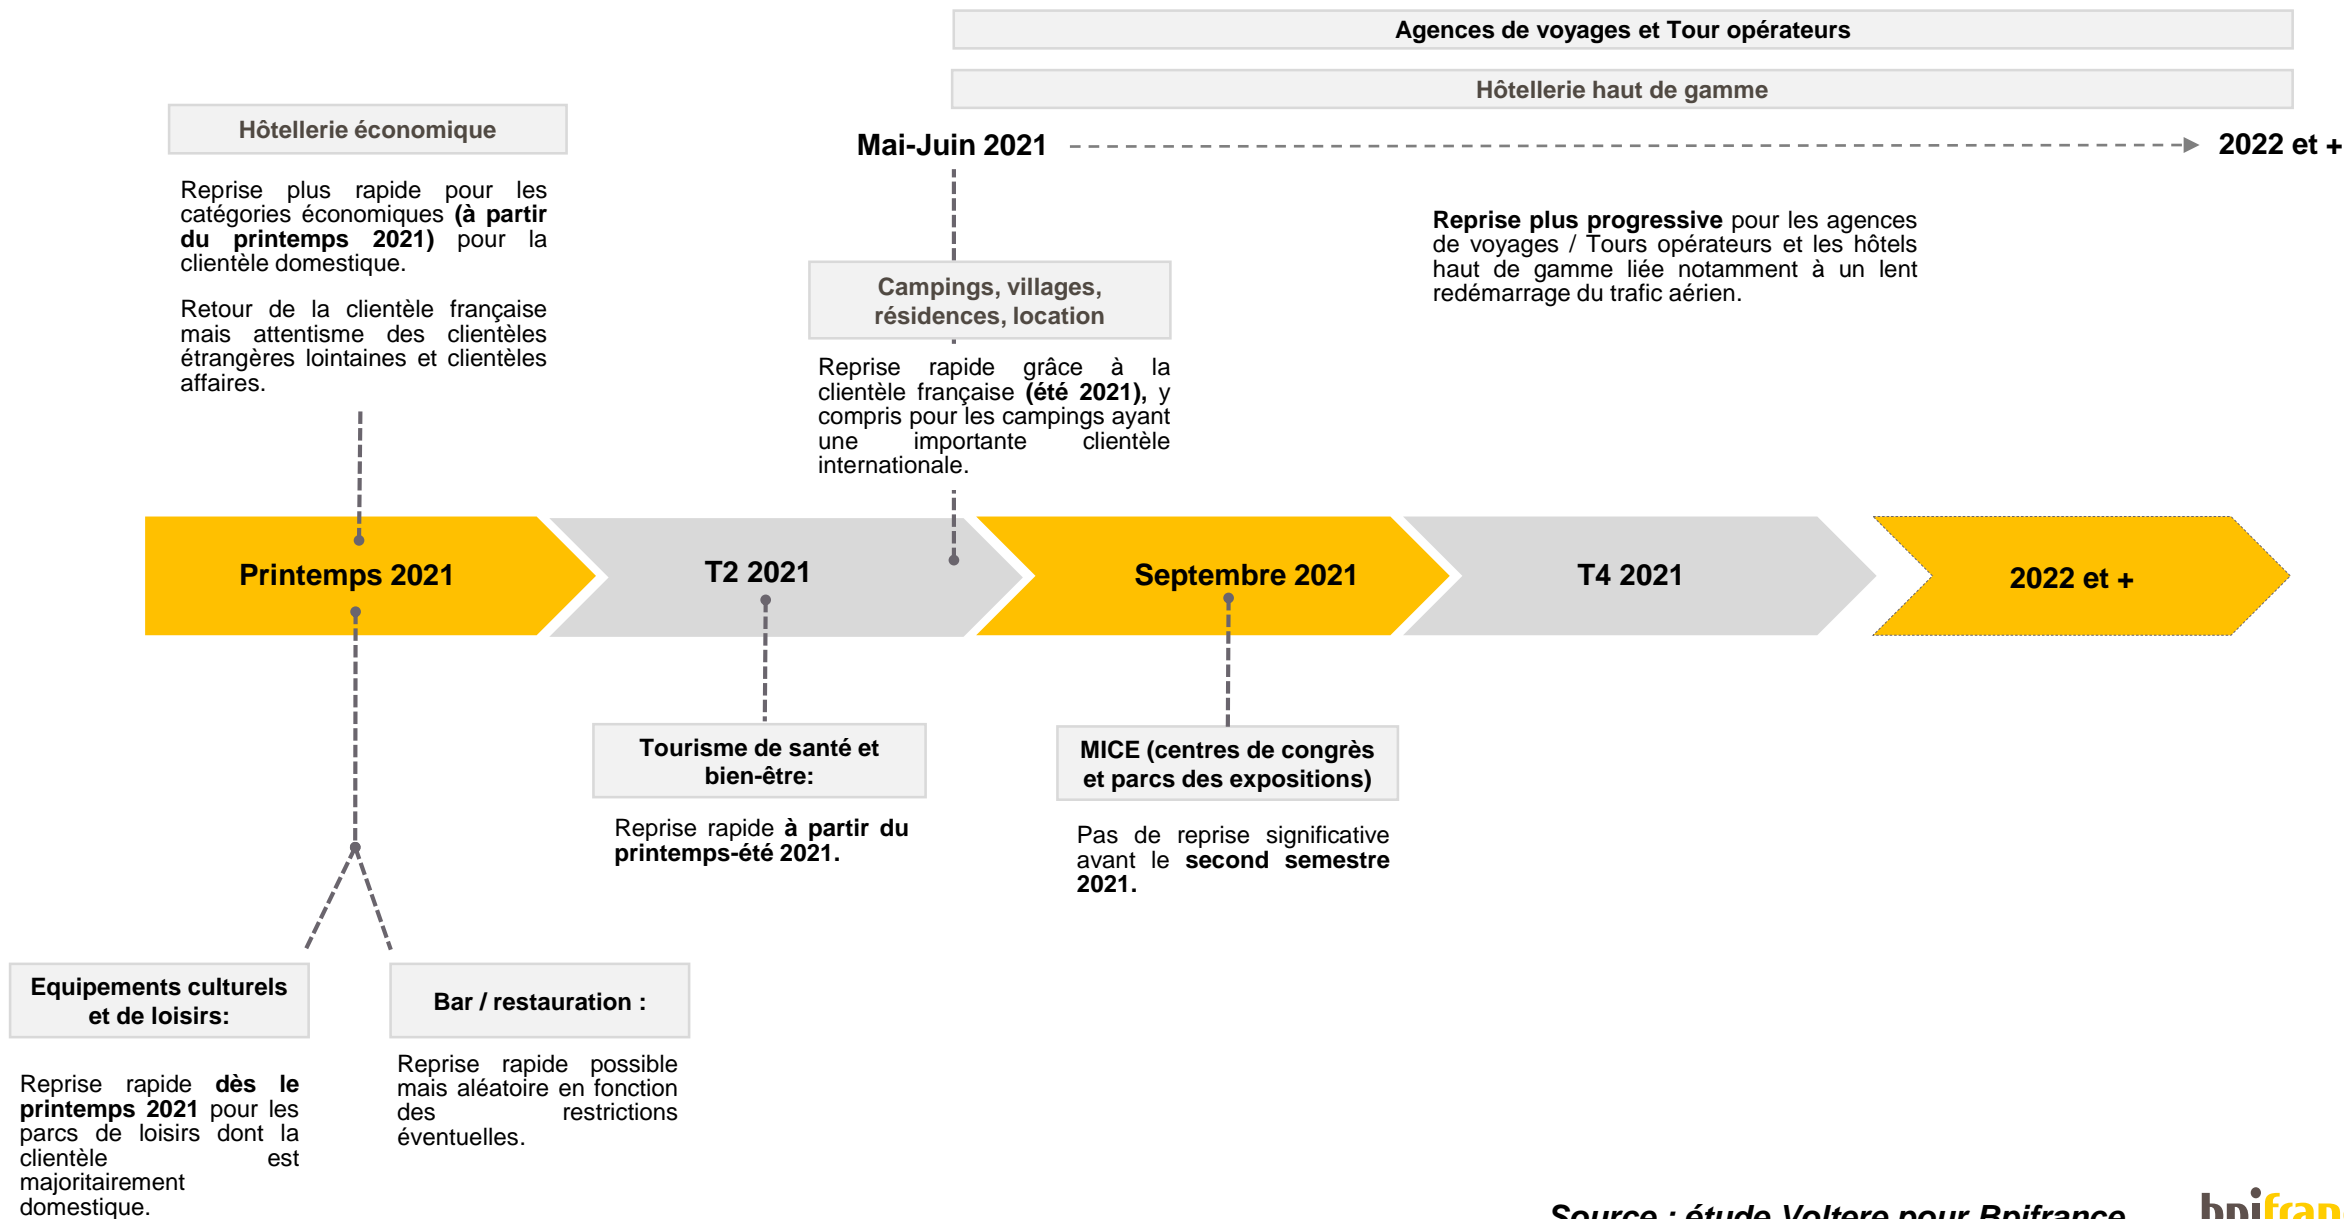 Agences de voyages et Tour opérateurs
Hôtellerie haut de gamme
Hôtellerie économique
Mai-Juin 2021
2022 et +
Reprise plus rapide pour les
catégories économiques (à partir
du printemps 2021) pour la
clientèle domestique.
Retour de la clientèle française
mais attentisme des clientèles
étrangères lointaines et clientèles
affaires.
Reprise plus progressive pour les agences
de voyages / Tours opérateurs et les hôtels
haut de gamme liée notamment à un lent
redémarrage du trafic aérien.
Campings, villages,
résidences, location
Reprise rapide grâce à la
clientèle française (été 2021), y
compris pour les campings ayant
une importante clientèle
internationale.
Printemps 2021
T2 2021
Septembre 2021
T4 2021
2022 et +
Tourisme de santé et
bien-être:
Reprise rapide à partir du
printemps-été 2021.
MICE (centres de congrès
et parcs des expositions)
Pas de reprise significative
avant le second semestre
2021.
Equipements culturels
et de loisirs:
Reprise rapide dès le
printemps 2021 pour les
parcs de loisirs dont la
clientèle est
majoritairement
domestique.
Bar / restauration :
Reprise rapide possible
mais aléatoire en fonction
des restrictions
éventuelles.
Source : étude Voltere pour Bpifrance